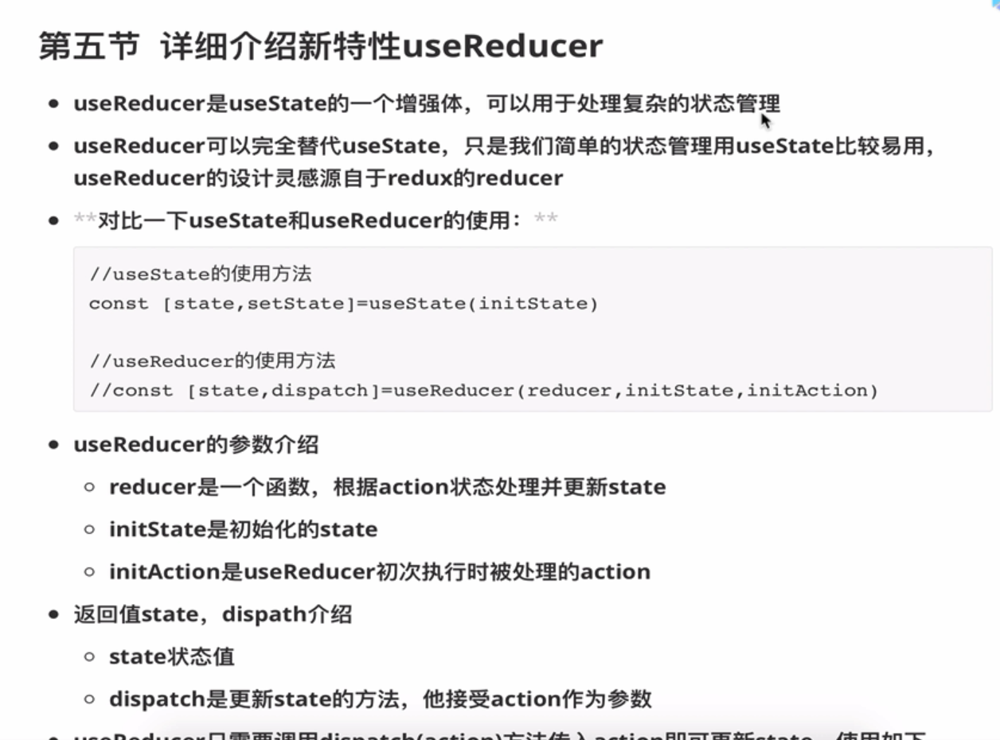 第五节 详细介绍新特性useReducer
useReducer是useState的一个增强体，可以用于处理复杂的状态管理
useReducer可以完全替代useState，只是我们简单的状态管理用useState比较易用，
useReducer的设计灵感源自于redux的reducer
**对比一下useState和useReducer的使用：**
//useState的使用方法
const [state,setState]=useState(initState)
//useReducer的使用方法
//const [state,dispatch]=useReducer(reducer,initState,initAction)
useReducer的参数介绍
reducer是一个函数，根据action状态处理并更新state
initState是初始化的state
initAction是useReducer初次执行时被处理的action
返回值state，dispath介绍
state状态值
dispatch是更新state的方法，他接受action作为参数
useReducer只需要调用dispatch(action)方法传入action即可更新state，使用如下